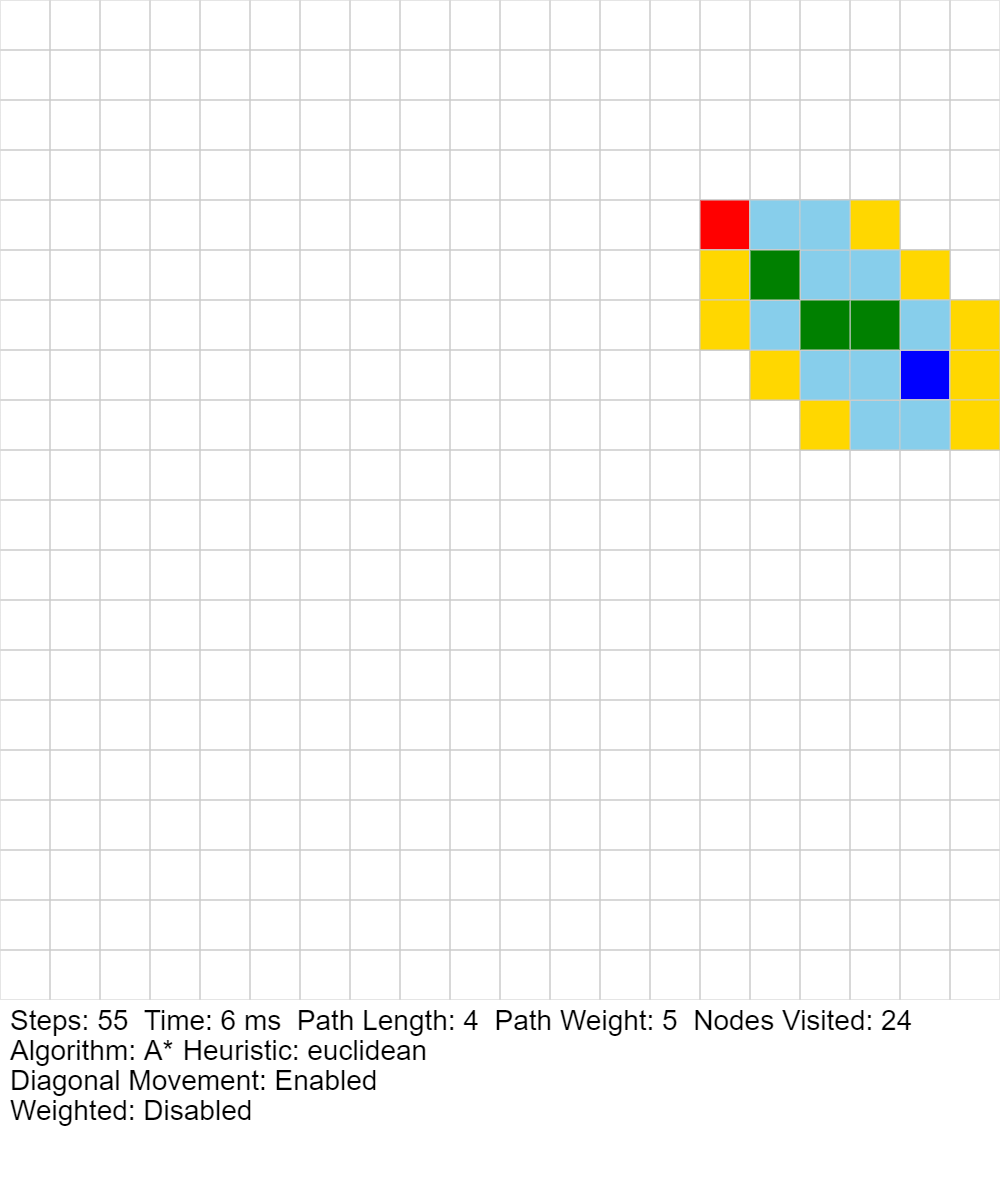 Steps: 55  Time: 6 ms  Path Length: 4  Path Weight: 5  Nodes Visited: 24
Algorithm: A* Heuristic: euclidean
Diagonal Movement: Enabled
Weighted: Disabled